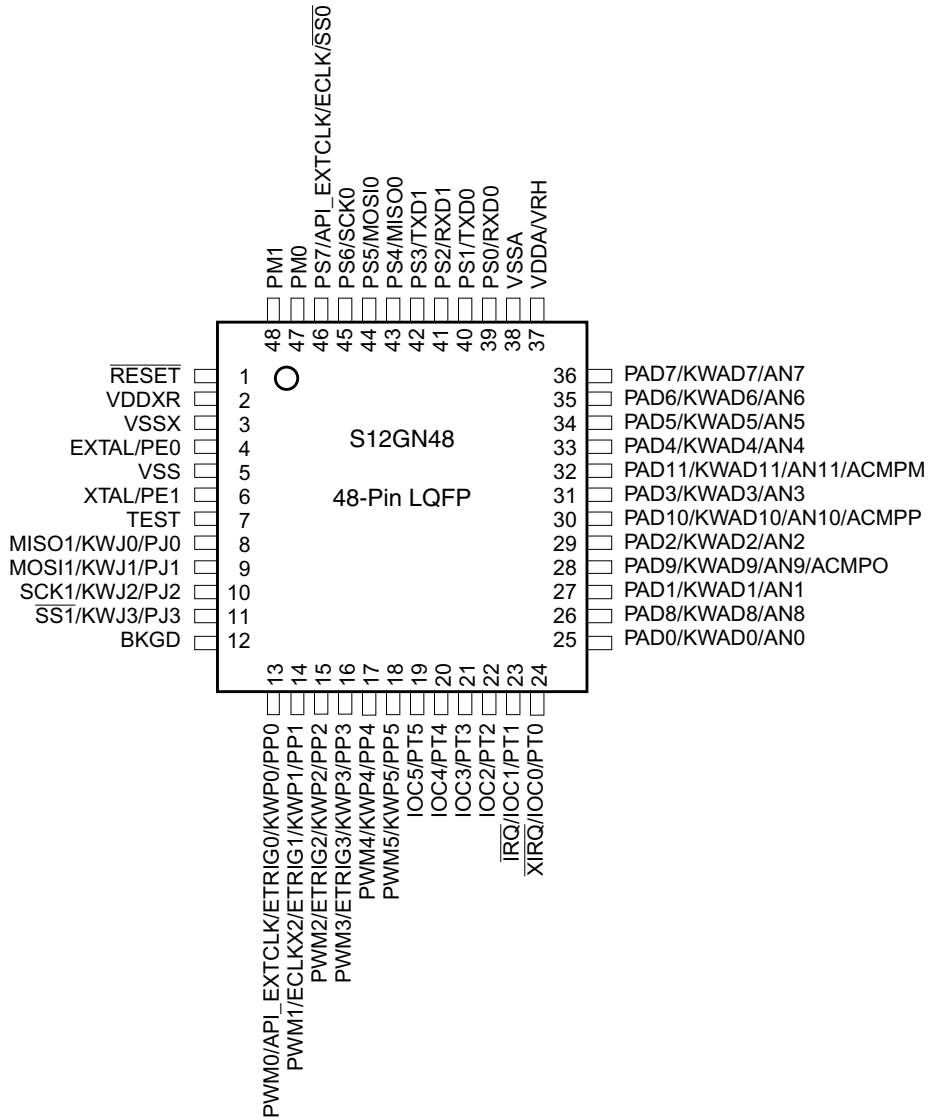 PM1
PM0
PS7/API_EXTCLK/ECLK/SS0
PS6/SCK0
PS5/MOSI0
PS4/MISO0
PS3/TXD1
PS2/RXD1
PS1/TXD0
PS0/RXD0
VSSA
VDDA/VRH
48
47
46
45
44
43
42
41
40
39
38
37
RESET 1
VDDXR 2
VSSX 3
EXTAL/PE0 4
VSS 5
XTAL/PE1 6
TEST 7
MISO1/KWJ0/PJ0 8
MOSI1/KWJ1/PJ1 9
SCK1/KWJ2/PJ2 10
SS1/KWJ3/PJ3 11
BKGD 12
S12GN48
48-Pin LQFP
36 PAD7/KWAD7/AN7
35 PAD6/KWAD6/AN6
34 PAD5/KWAD5/AN5
33 PAD4/KWAD4/AN4
32 PAD11/KWAD11/AN11/ACMPM
31 PAD3/KWAD3/AN3
30 PAD10/KWAD10/AN10/ACMPP
29 PAD2/KWAD2/AN2
28 PAD9/KWAD9/AN9/ACMPO
27 PAD1/KWAD1/AN1
26 PAD8/KWAD8/AN8
25 PAD0/KWAD0/AN0
13
14
15
16
17
18
19
20
21
22
23
24
PWM0/API_EXTCLK/ETRIG0/KWP0/PP0
PWM1/ECLKX2/ETRIG1/KWP1/PP1
PWM2/ETRIG2/KWP2/PP2
PWM3/ETRIG3/KWP3/PP3
PWM4/KWP4/PP4
PWM5/KWP5/PP5
IOC5/PT5
IOC4/PT4
IOC3/PT3
IOC2/PT2
IRQ/IOC1/PT1
XIRQ/IOC0/PT0